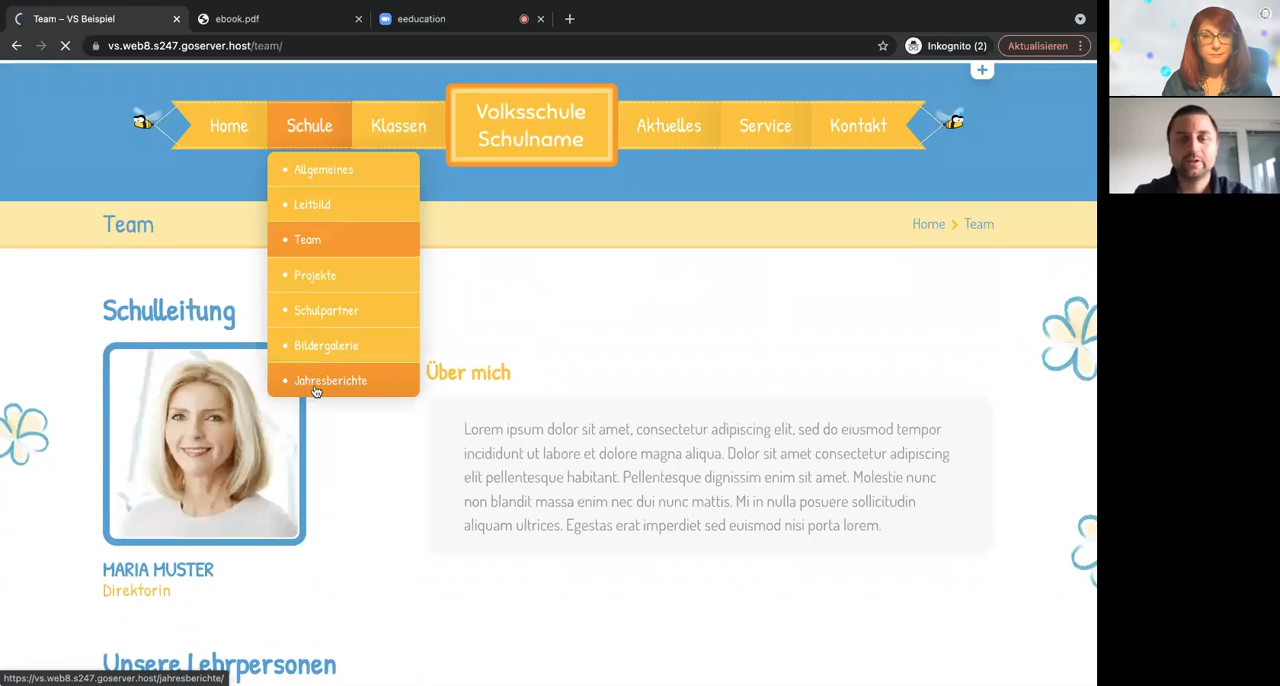 Team – VS Beispiel
ebook.pdf
eeducation
vs.web8.s247.goserver.host/team/
Inkognito (2)
Aktualisieren
Home
Schule
Klassen
Volksschule
Schulname
Aktuelles
Service
Kontakt
Allgemeines
Leitbild
Team
Projekte
Schulpartner
Bildergalerie
Jahresberichte
Team
Home
Team
Schulleitung
Über mich
Lorem ipsum dolor sit amet, consectetur adipiscing elit, sed do eiusmod tempor
incididunt ut labore et dolore magna aliqua. Dolor sit amet consectetur adipiscing
elit pellentesque habitant. Pellentesque dignissim enim sit amet. Molestie nunc
non blandit massa enim nec dui nunc mattis. Mi in nulla posuere sollicitudin
aliquam ultrices. Egestas erat imperdiet sed euismod nisi porta lorem.
MARIA MUSTER
Direktorin
Unsere Lehrpersonen
https://vs.web8.s247.goserver.host/jahresberichte/